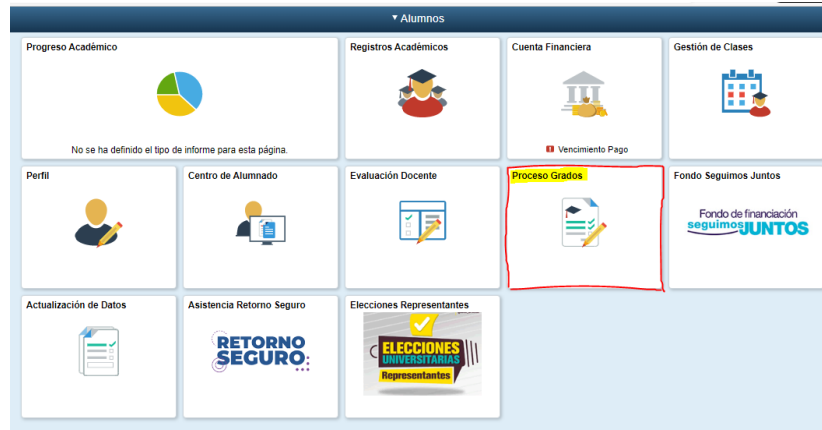 ▼ Alumnos
Progreso Académico
Registros Académicos
Cuenta Financiera
Gestión de Clases
No se ha definido el tipo de informe para esta página.
Vencimiento Pago
Perfil
Centro de Alumnado
Evaluación Docente
Proceso Grados
Fondo Seguimos Juntos
Fondo de financiación
seguimos JUNTOS
Actualización de Datos
Asistencia Retorno Seguro
Elecciones Representantes
RETORNO
SEGURO
ELECCIONES
UNIVERSITARIAS
Representantes